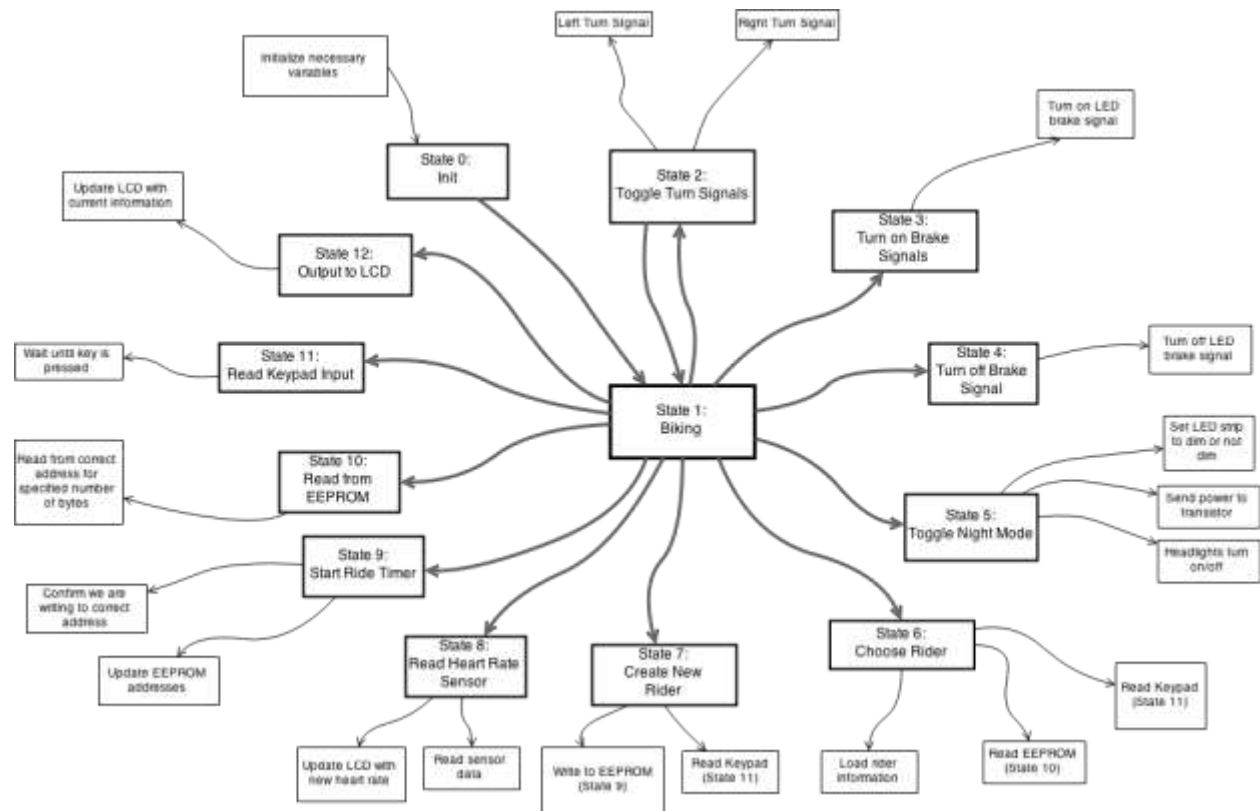 Left Turn Signal
Right Turn Signal
Initialize necessary
variables
Turn on LED
brake signal
State 0:
Init
State 2:
Toggle Turn Signals
Update LCD with
current information
State 3:
Turn on Brake
Signals
State 12:
Output to LCD
Wait until key is
pressed
State 11:
Read Keypad Input
State 4:
Turn off Brake
Signal
Turn off LED
brake signal
State 1:
Biking
Set LED strip
to dim or not
dim
Read from correct
address for
specified number
of bytes
State 10:
Read from
EEPROM
Send power to
transistor
State 5:
Toggle Night Mode
Headlights turn
on/off
State 9:
Start Ride Timer
Confirm we are
writing to correct
address
Update EEPROM
addresses
State 8:
Read Heart Rate
Sensor
State 7:
Create New
Rider
State 6:
Choose Rider
Read Keypad
(State 11)
Update LCD with
new heart rate
Read sensor
data
Write to EEPROM
(State 9)
Read Keypad
(State 11)
Load rider
information
Read EEPROM
(State 10)